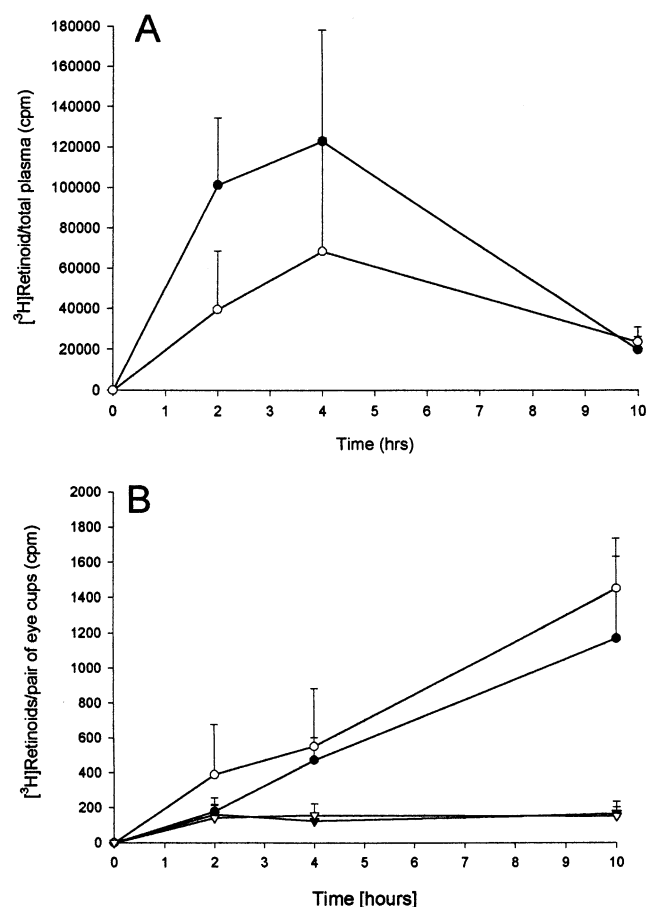 A
180000
160000
140000
120000
100000
80000
60000
40000
20000
0
[³H]Retinoid/total plasma (cpm)
0 1 2 3 4 5 6 7 8 9 10
Time (hrs)
B
2000
1800
1600
1400
1200
1000
800
600
400
200
0
[³H]Retinoids/pair of eye cups (cpm)
0 1 2 3 4 5 6 7 8 9 10
Time [hours]